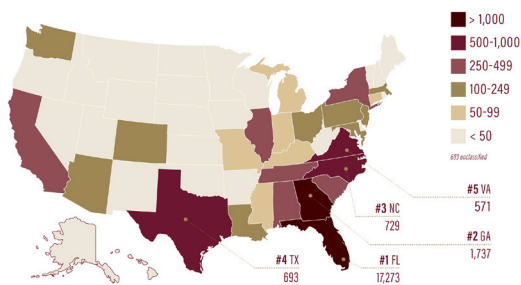 > 1,000
500-1,000
250-499
100-249
50-99
< 50
693 unclassified
#5 VA
571
#3 NC
729
#2 GA
1,737
#4 TX
693
#1 FL
17,273